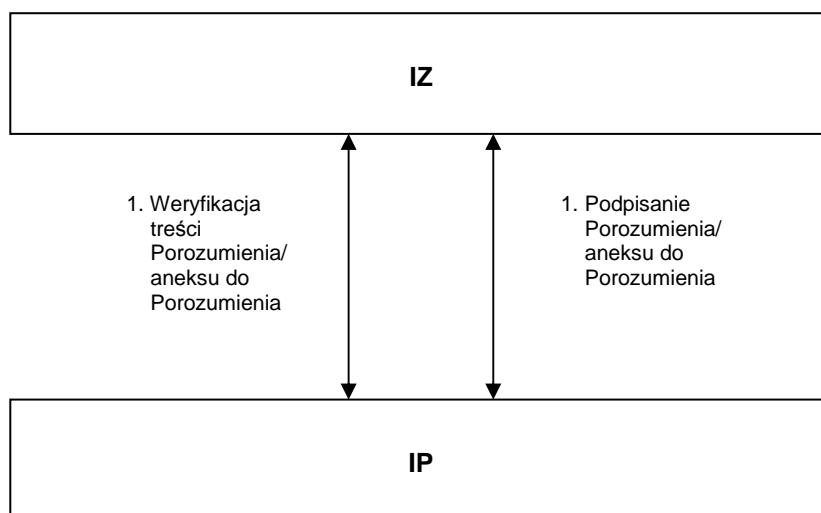 IZ
1. Weryfikacja
treści
Porozumienia/
aneksu do
Porozumienia
1. Podpisanie
Porozumienia/
aneksu do
Porozumienia
IP